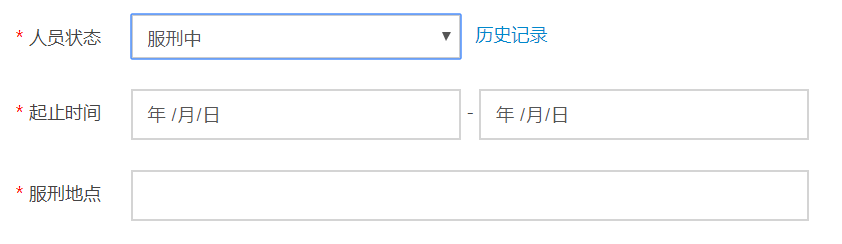 * 人员状态 服刑中 历史记录
* 起止时间 年 /月/日 - 年 /月/日
* 服刑地点